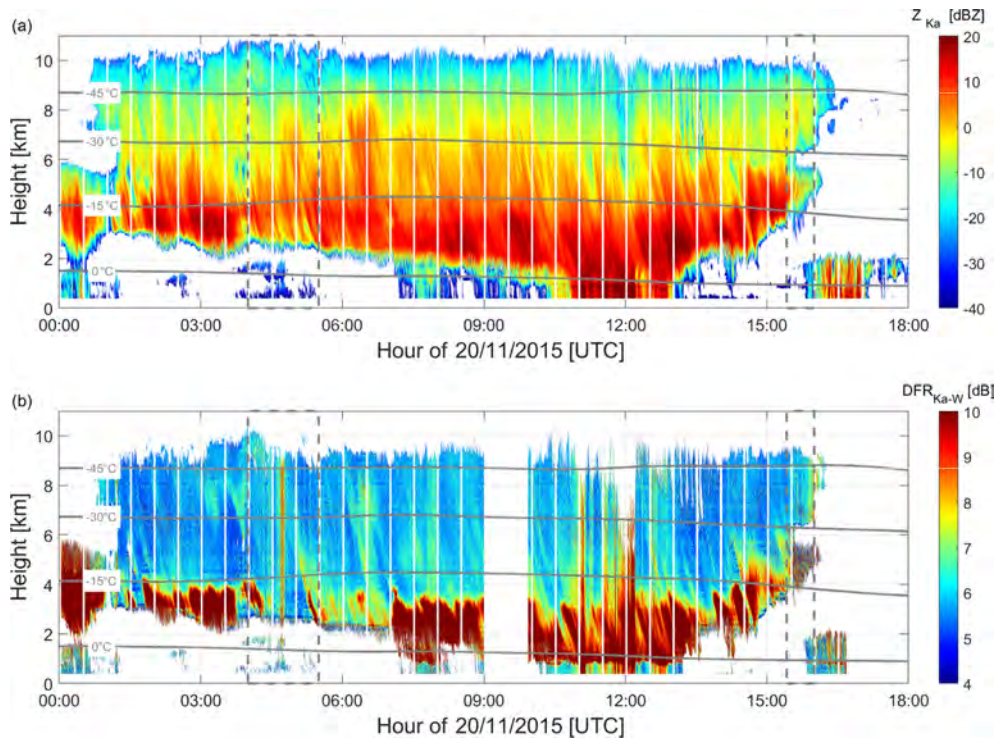 (a)
Z Ka [dBZ]
10
8
6
4
2
0
Height [km]
-45°C
-30°C
-15°C
0°C
20
10
0
-10
-20
-30
-40
00:00 03:00 06:00 09:00 12:00 15:00 18:00
Hour of 20/11/2015 [UTC]
(b)
DFR Ka-W [dB]
10
8
6
4
2
0
Height [km]
-45°C
-30°C
-15°C
0°C
10
9
8
7
6
5
4
00:00 03:00 06:00 09:00 12:00 15:00 18:00
Hour of 20/11/2015 [UTC]